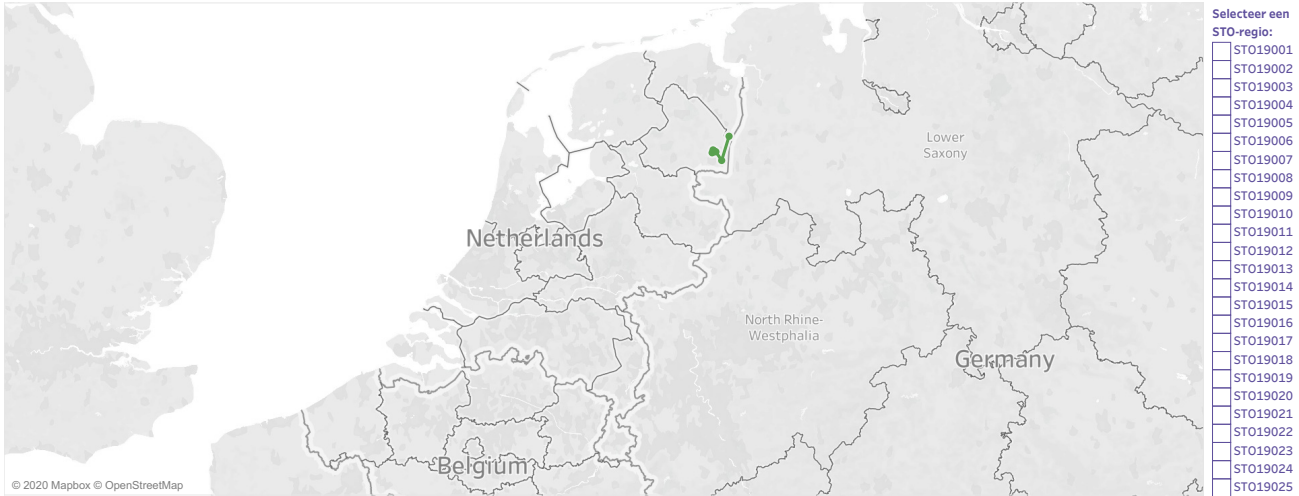 Selecteer een
STO-regio:
STO19001
STO19002
STO19003
STO19004
STO19005
STO19006
STO19007
STO19008
STO19009
STO19010
STO19011
STO19012
STO19013
STO19014
STO19015
STO19016
STO19017
STO19018
STO19019
STO19020
STO19021
STO19022
STO19023
STO19024
STO19025
Lower
Saxony
Netherlands
North Rhine-
Westphalia
Germany
Belgium
© 2020 Mapbox © OpenStreetMap